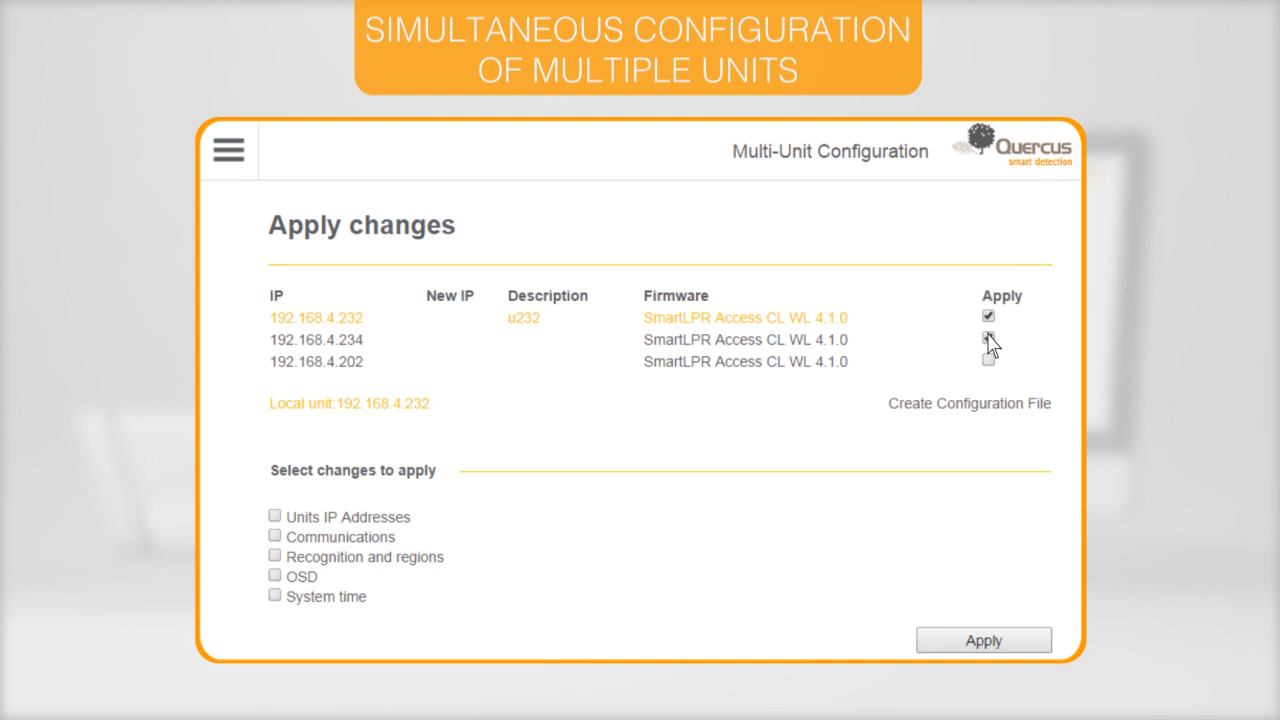 SIMULTANEOUS CONFIGURATION
OF MULTIPLE UNITS
Multi-Unit Configuration
Quercus
smart detection
Apply changes
IP New IP Description Firmware Apply
192.168.4.232 u232 SmartLPR Access CL WL 4.1.0
192.168.4.234 SmartLPR Access CL WL 4.1.0
192.168.4.202 SmartLPR Access CL WL 4.1.0
Local unit:192.168.4.232 Create Configuration File
Select changes to apply
Units IP Addresses
Communications
Recognition and regions
OSD
System time
Apply